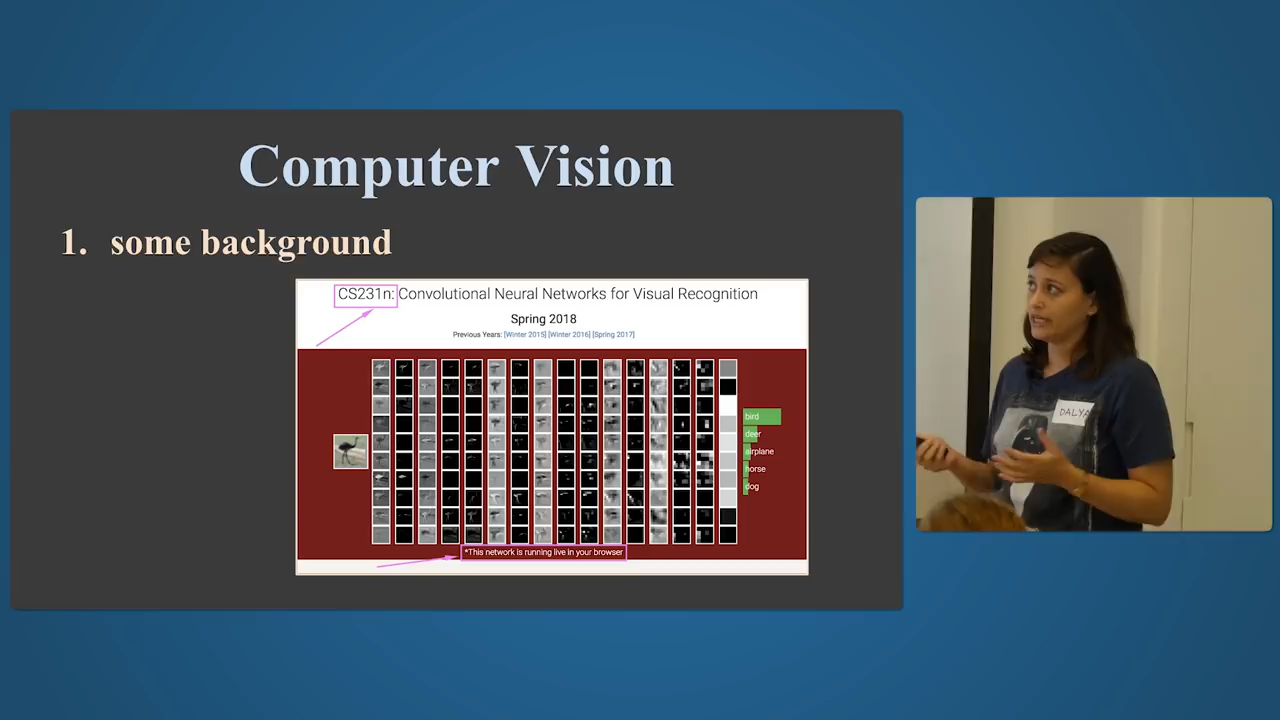 Computer Vision
1. some background
CS231n: Convolutional Neural Networks for Visual Recognition
Spring 2018
Previous Years: [Winter 2015] [Winter 2016] [Spring 2017]
bird
deer
airplane
horse
dog
*This network is running live in your browser
DALYA